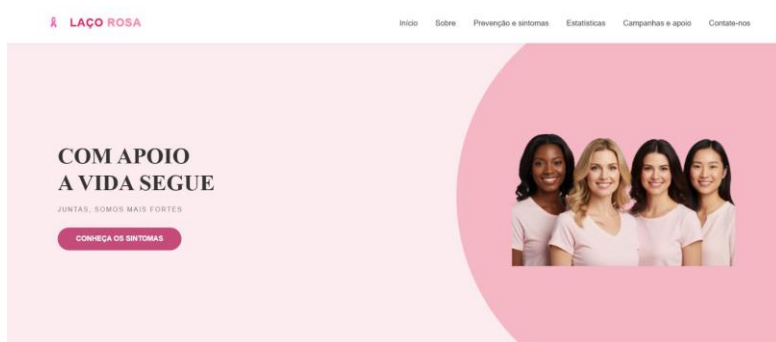 LAÇO ROSA
Início Sobre Prevenção e sintomas Estatísticas Campanhas e apoio Contate-nos
COM APOIO
A VIDA SEGUE
JUNTAS, SOMOS MAIS FORTES
CONHEÇA OS SINTOMAS